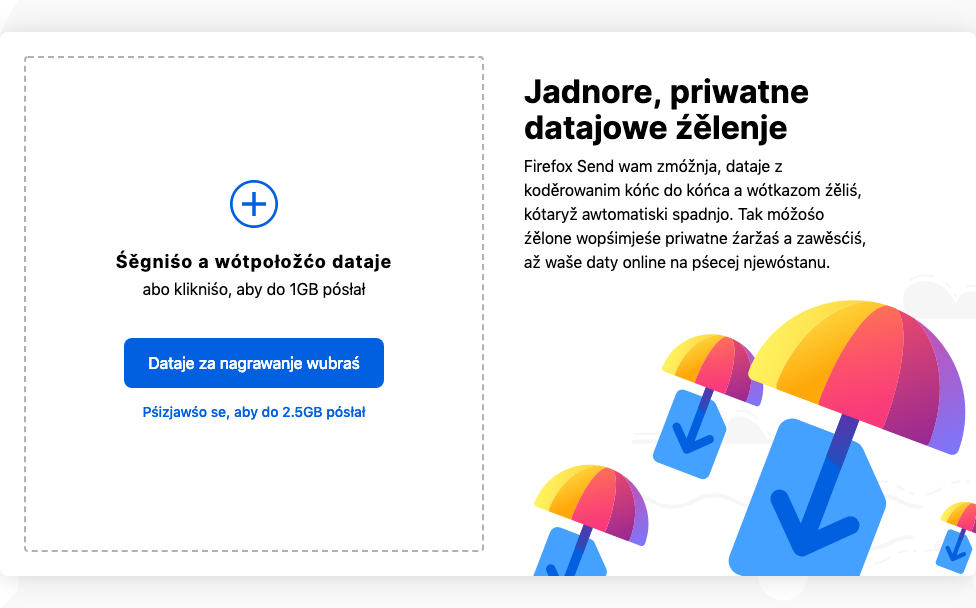 Śěgniśo a wótpołožćo dataje
abo klikniśo, aby do 1GB pósłał
Dataje za nagrawanje wubraś
Pśizjawśo se, aby do 2.5GB pósłał
Jadnore, priwatne
datajowe źělenje
Firefox Send wam zmóžnja, dataje z
koděrowanim kóńc do kóńca a wótkazom źěliś,
kótaryž awtomatiski spadnjo. Tak móžośo
źělone wopśimjeśe priwatne źaržaś a zawěsćiś,
až waše daty online na pśecej njewóstanu.